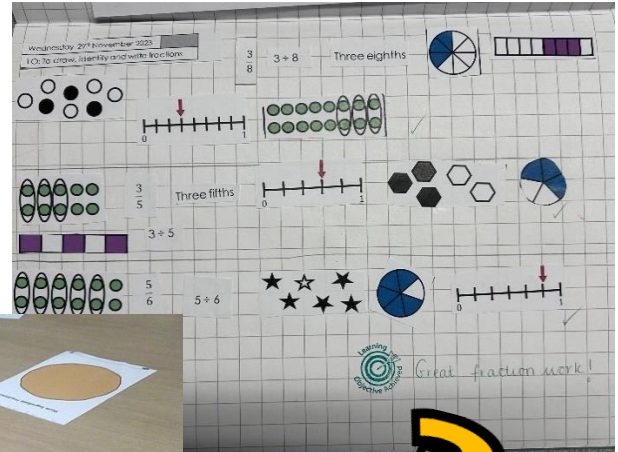 Wednesday 29th November 2023
LO: To draw, identify and write fractions
3
8
3 ÷ 8
Three eighths
0
1
3
5
Three fifths
0
1
3 ÷ 5
5
6
5 ÷ 6
0
1
Learning
Objective Achieved
Great fraction work!